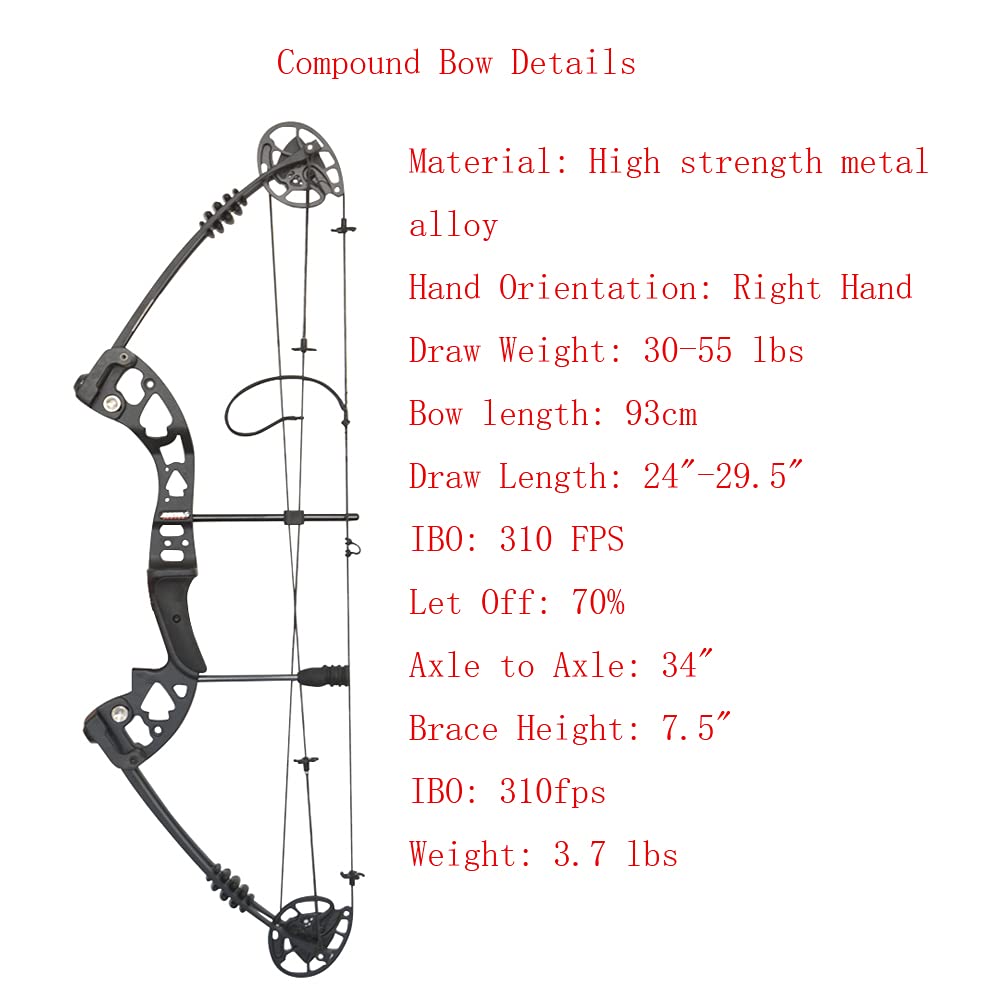 Compound Bow Details
Material: High strength metal
alloy
Hand Orientation: Right Hand
Draw Weight: 30-55 lbs
Bow length: 93cm
Draw Length: 24"-29.5"
IBO: 310 FPS
Let Off: 70%
Axle to Axle: 34"
Brace Height: 7.5"
IBO: 310fps
Weight: 3.7 lbs